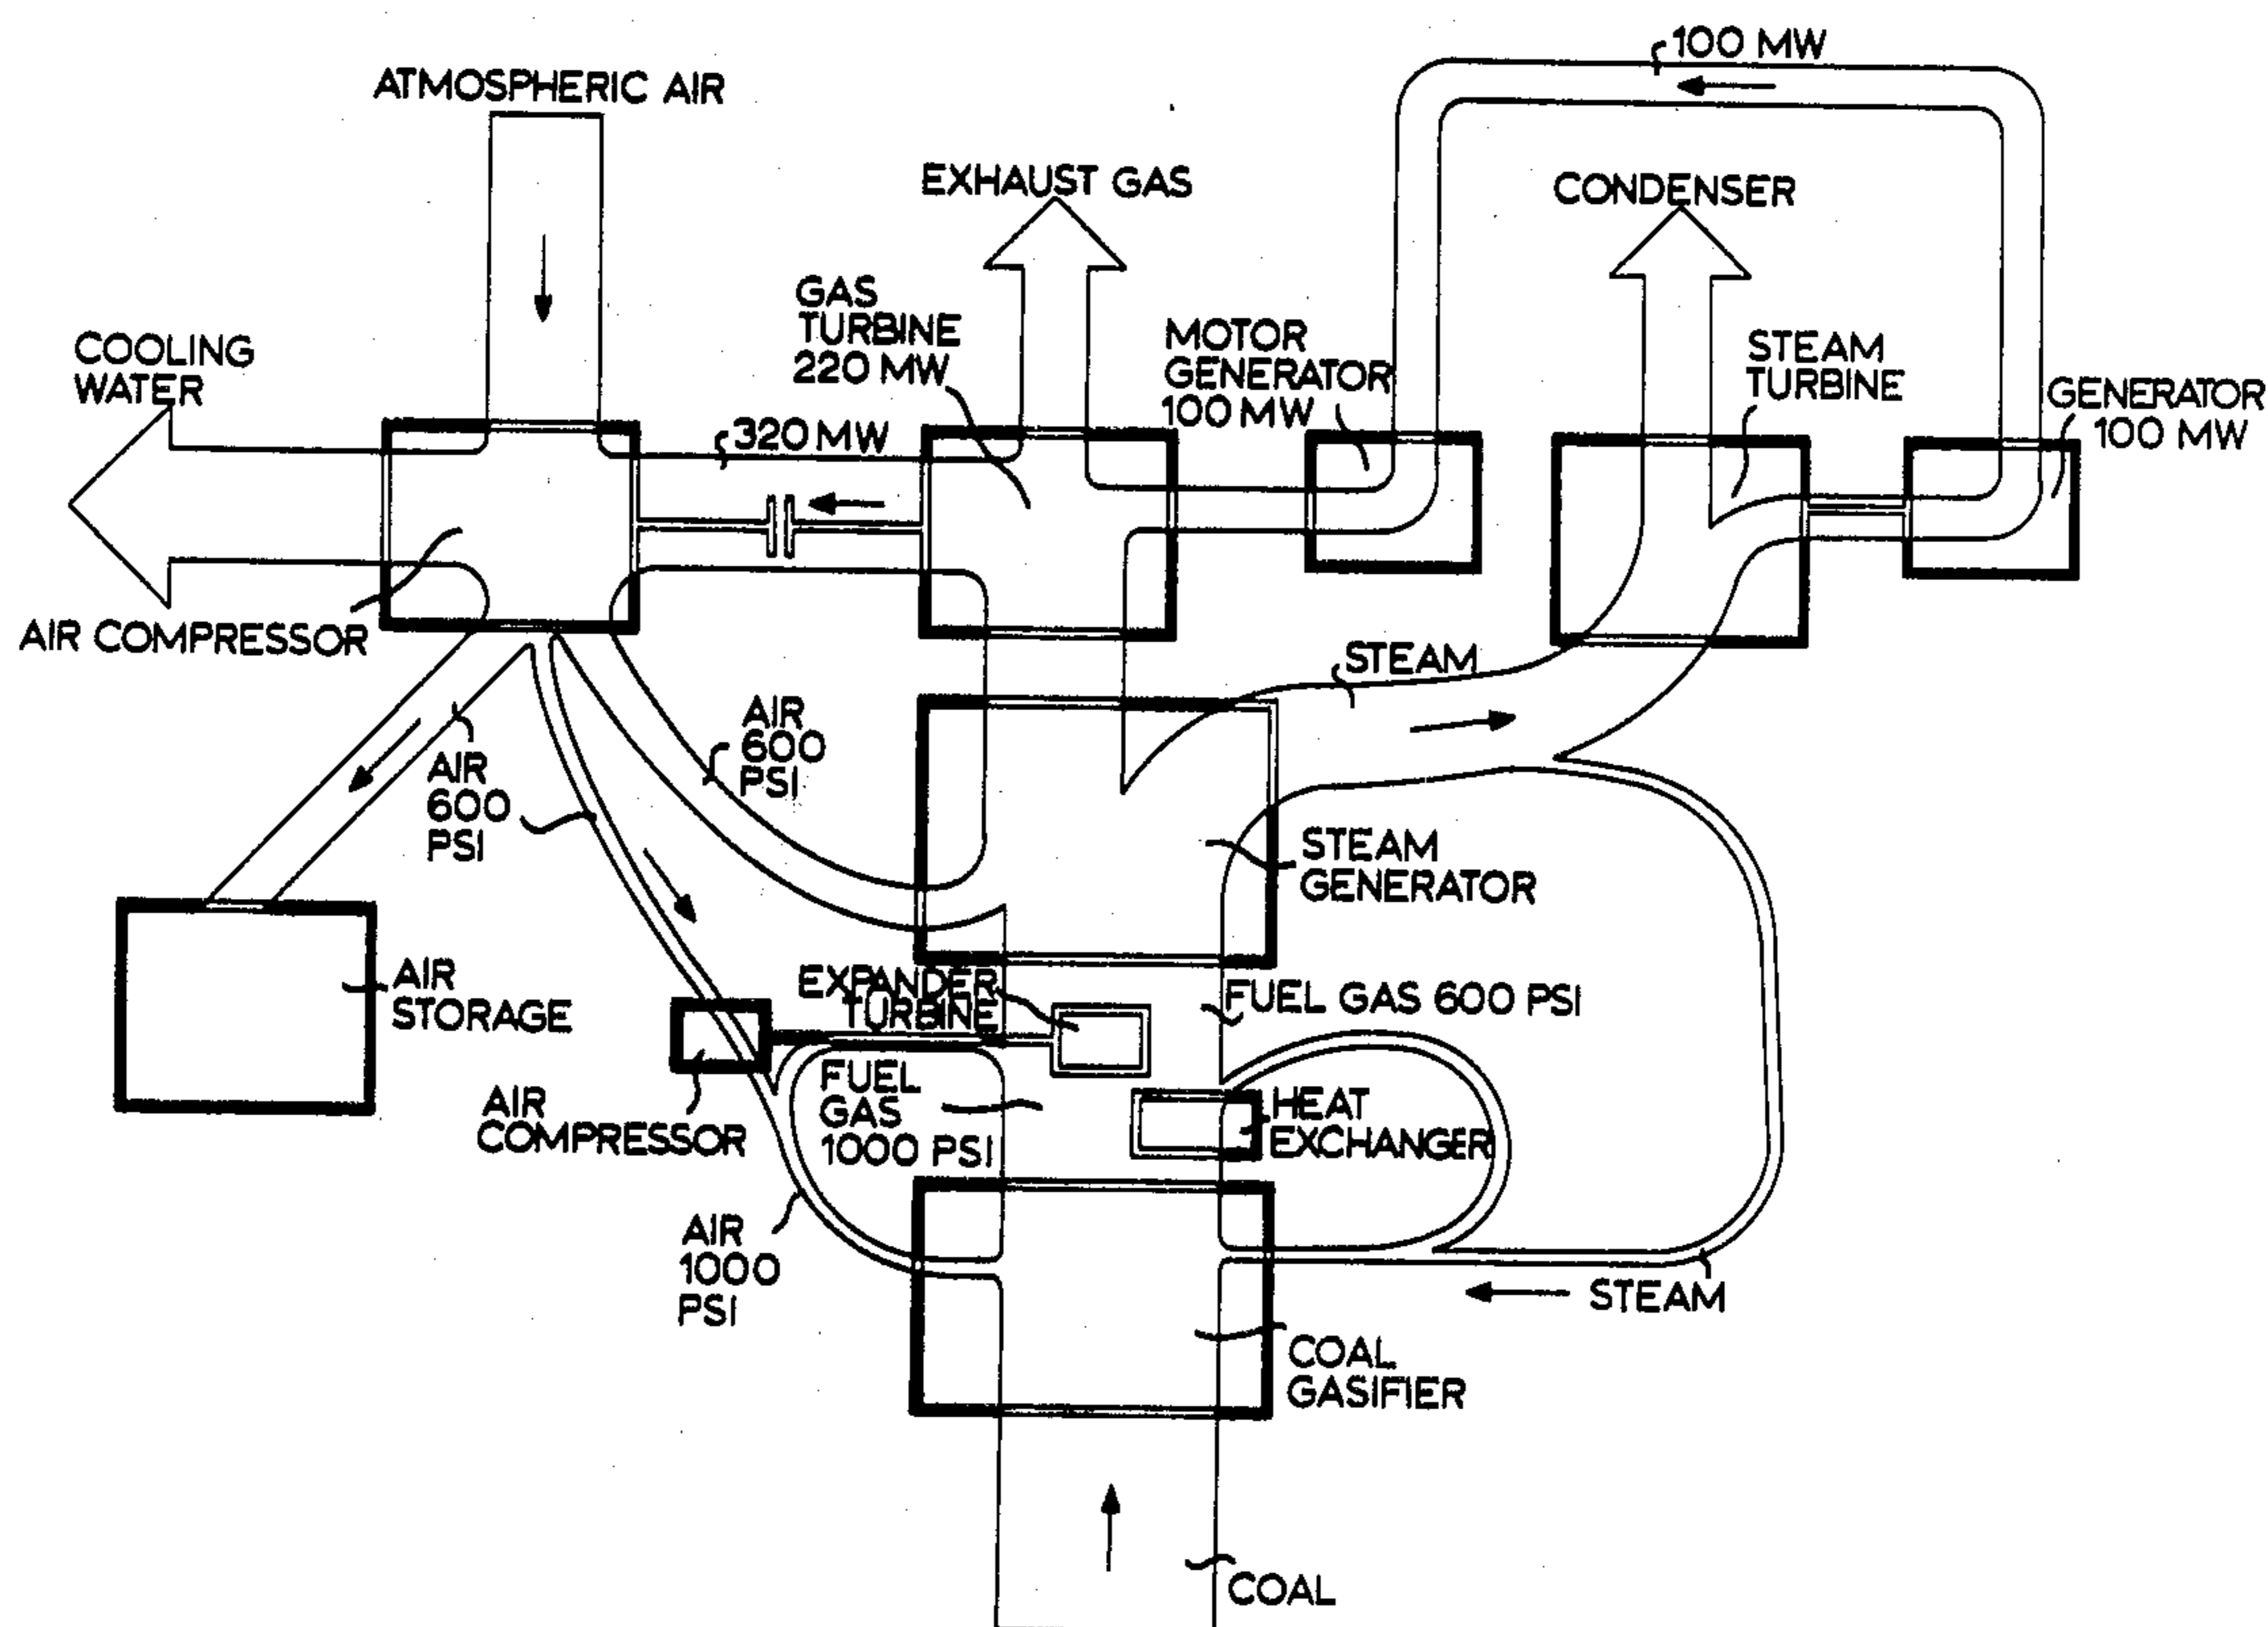 100 MW
ATMOSPHERIC AIR
EXHAUST GAS
CONDENSER
GAS
TURBINE
220 MW
MOTOR
GENERATOR
100 MW
STEAM
TURBINE
GENERATOR
100 MW
COOLING
WATER
320 MW
AIR COMPRESSOR
STEAM
AIR
600
PSI
AIR
600
PSI
STEAM
GENERATOR
AIR
STORAGE
EXPANDER
TURBINE
FUEL GAS 600 PSI
FUEL
GAS
1000 PSI
HEAT
EXCHANGER
AIR
COMPRESSOR
AIR
1000
PSI
STEAM
COAL
GASIFIER
COAL